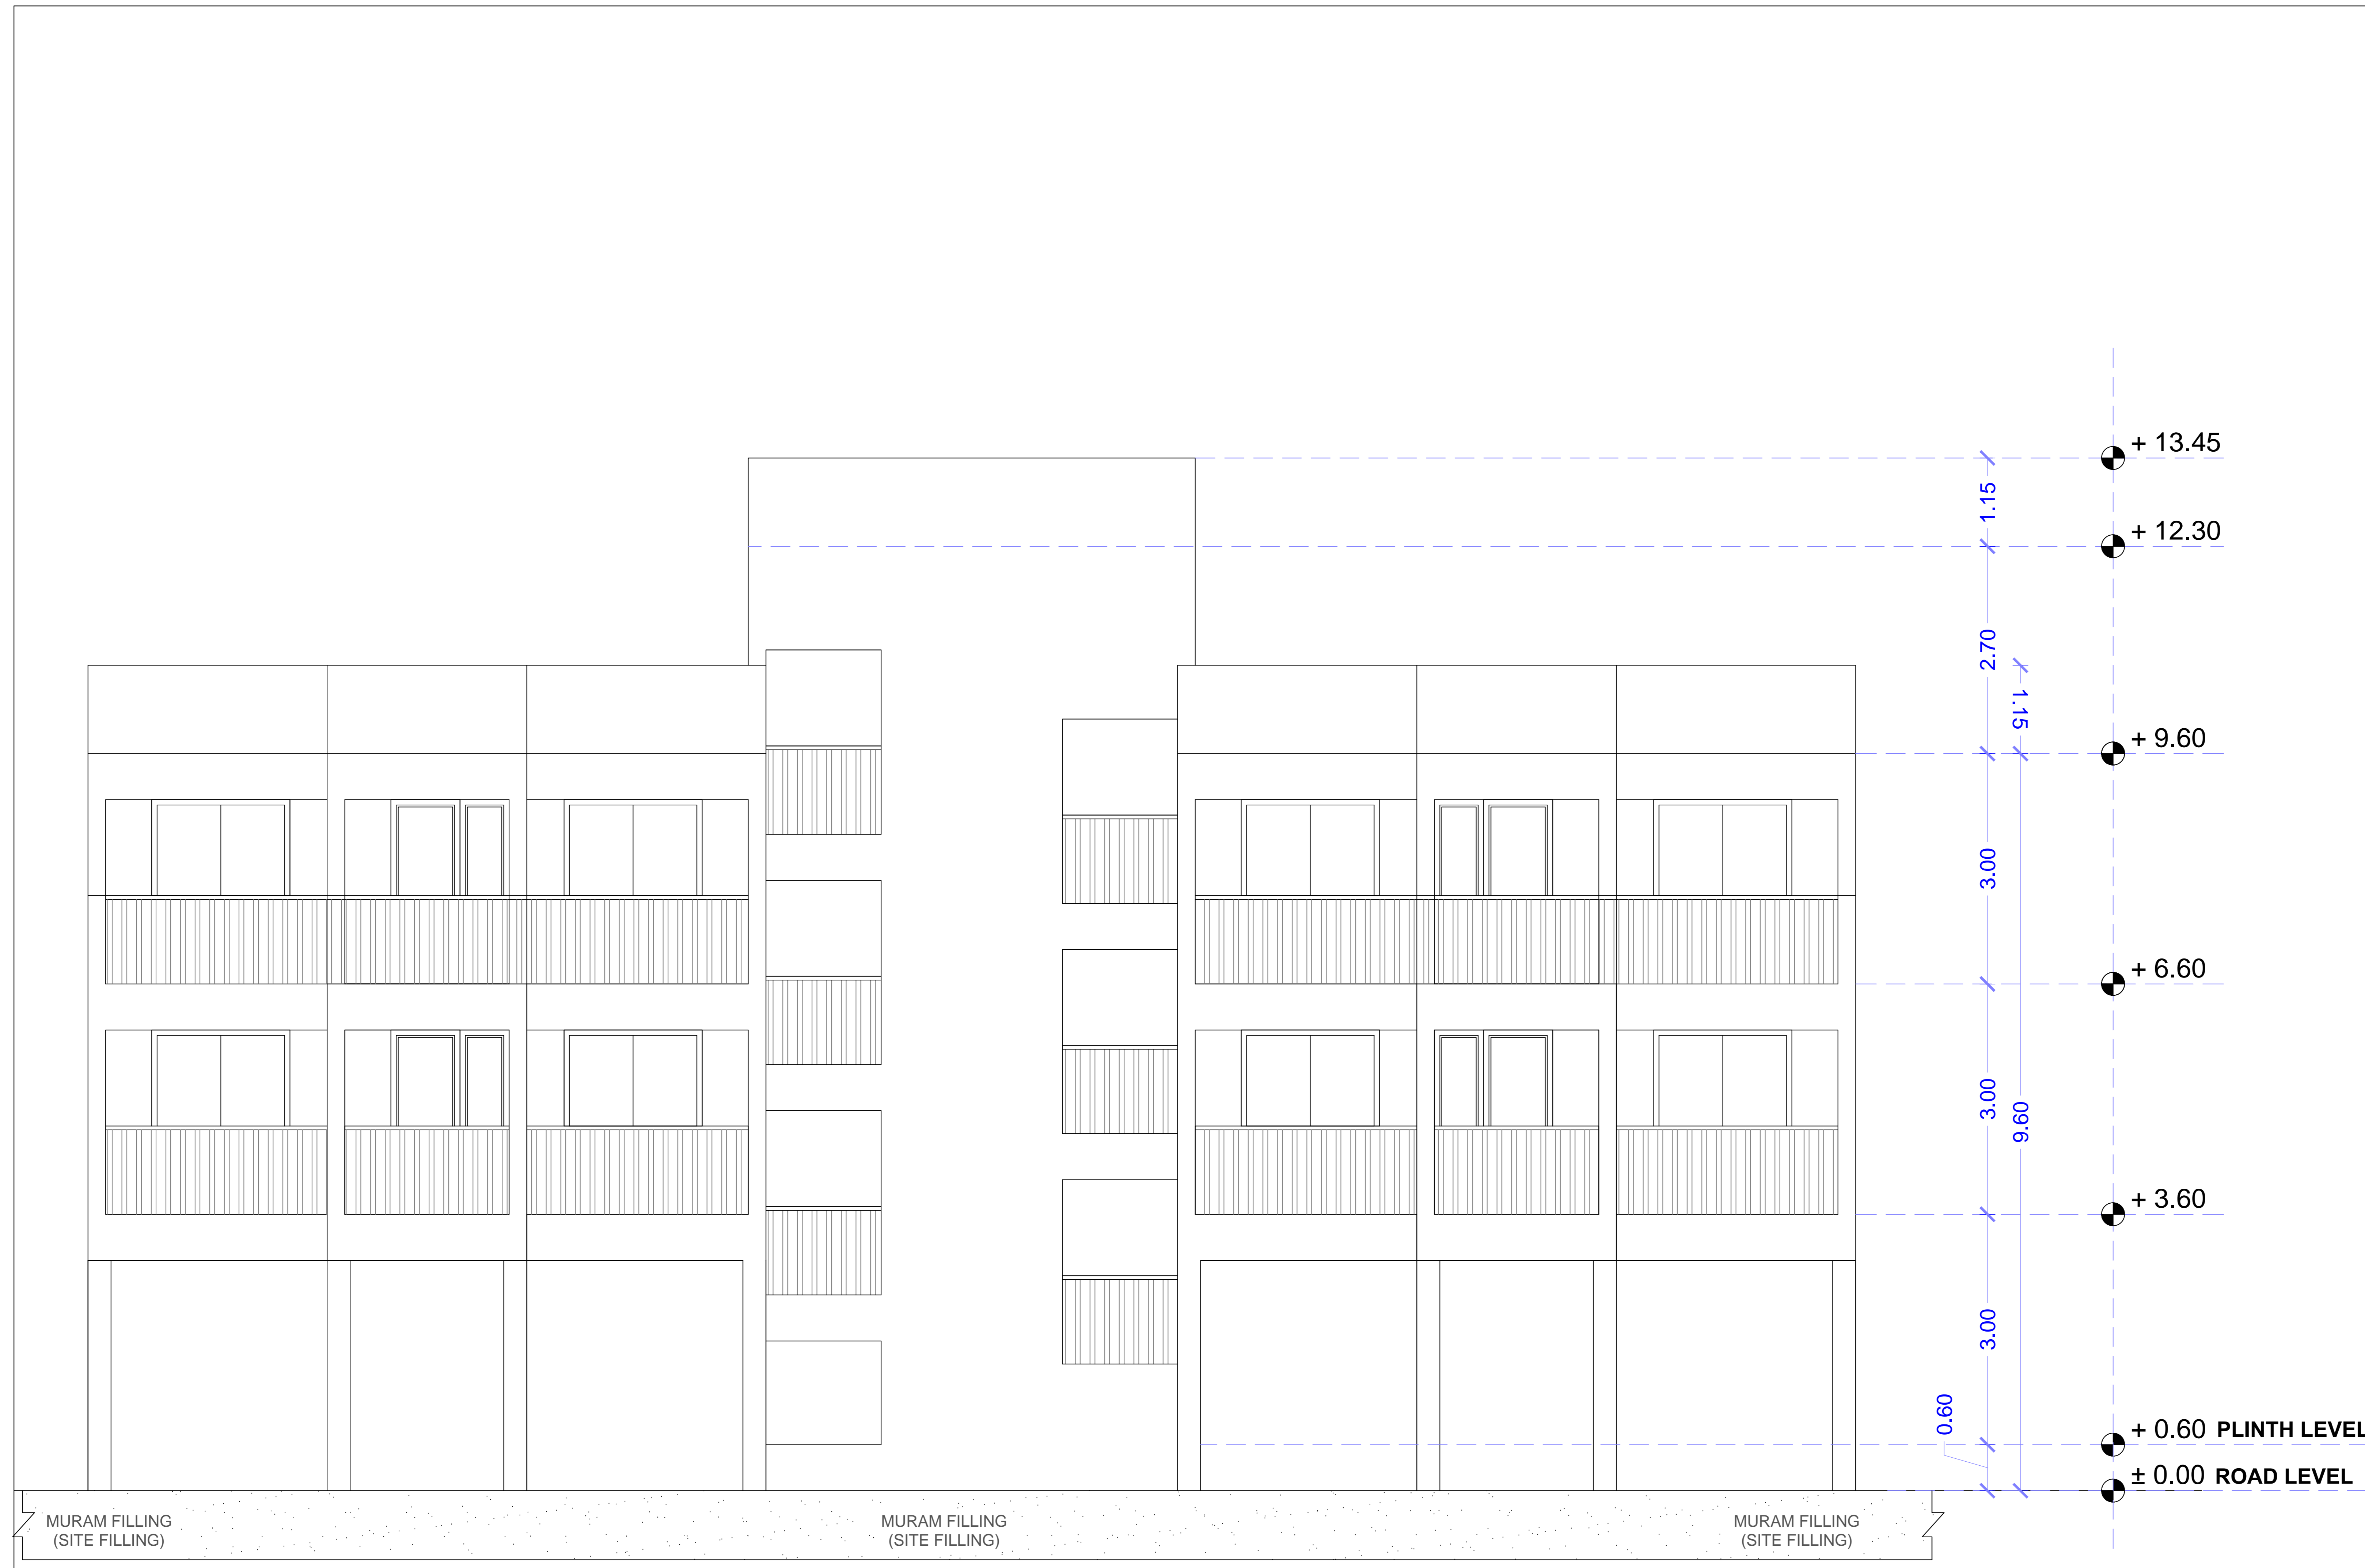 + 13.45
1.15
+ 12.30
2.70
1.15
+ 9.60
3.00
+ 6.60
3.00
9.60
+ 3.60
3.00
0.60
+ 0.60 PLINTH LEVEL
± 0.00 ROAD LEVEL
MURAM FILLING
(SITE FILLING)
MURAM FILLING
(SITE FILLING)
MURAM FILLING
(SITE FILLING)